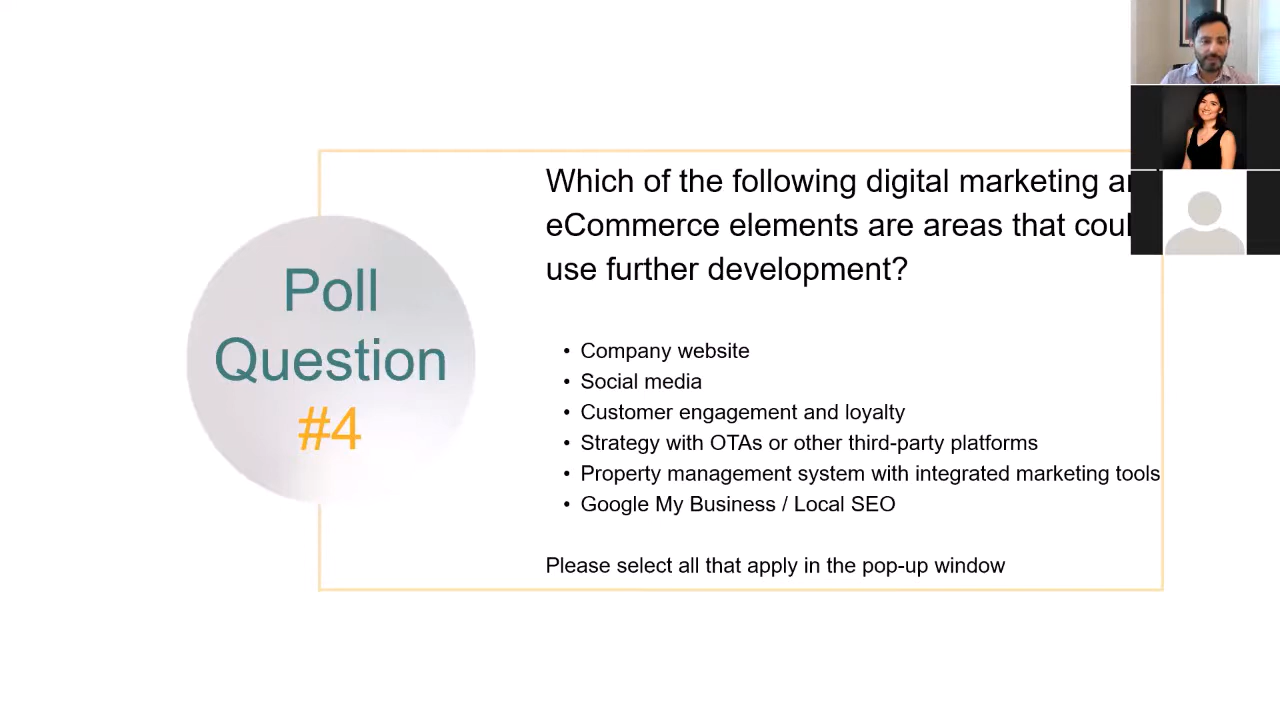 Poll
Question
#4
Which of the following digital marketing
eCommerce elements are areas that
use further development?
• Company website
• Social media
• Customer engagement and loyalty
• Strategy with OTAs or other third-party platforms
• Property management system with integrated marketing tools
• Google My Business / Local SEO
Please select all that apply in the pop-up window